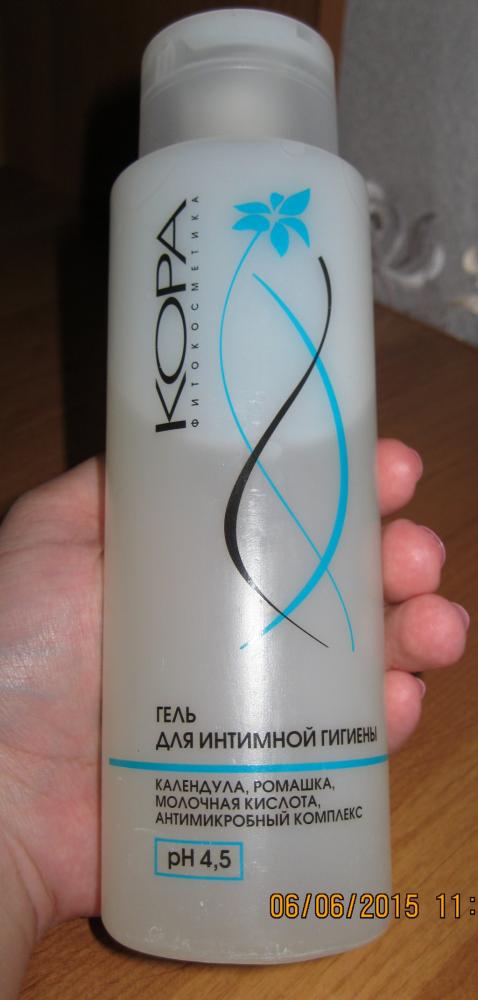 КОРА
ФИТОКОСМЕТИКА
ГЕЛЬ
ДЛЯ ИНТИМНОЙ ГИГИЕНЫ
КАЛЕНДУЛА, РОМАШКА,
МОЛОЧНАЯ КИСЛОТА,
АНТИМИКРОБНЫЙ КОМПЛЕКС
pH 4,5
06/06/2015 11: